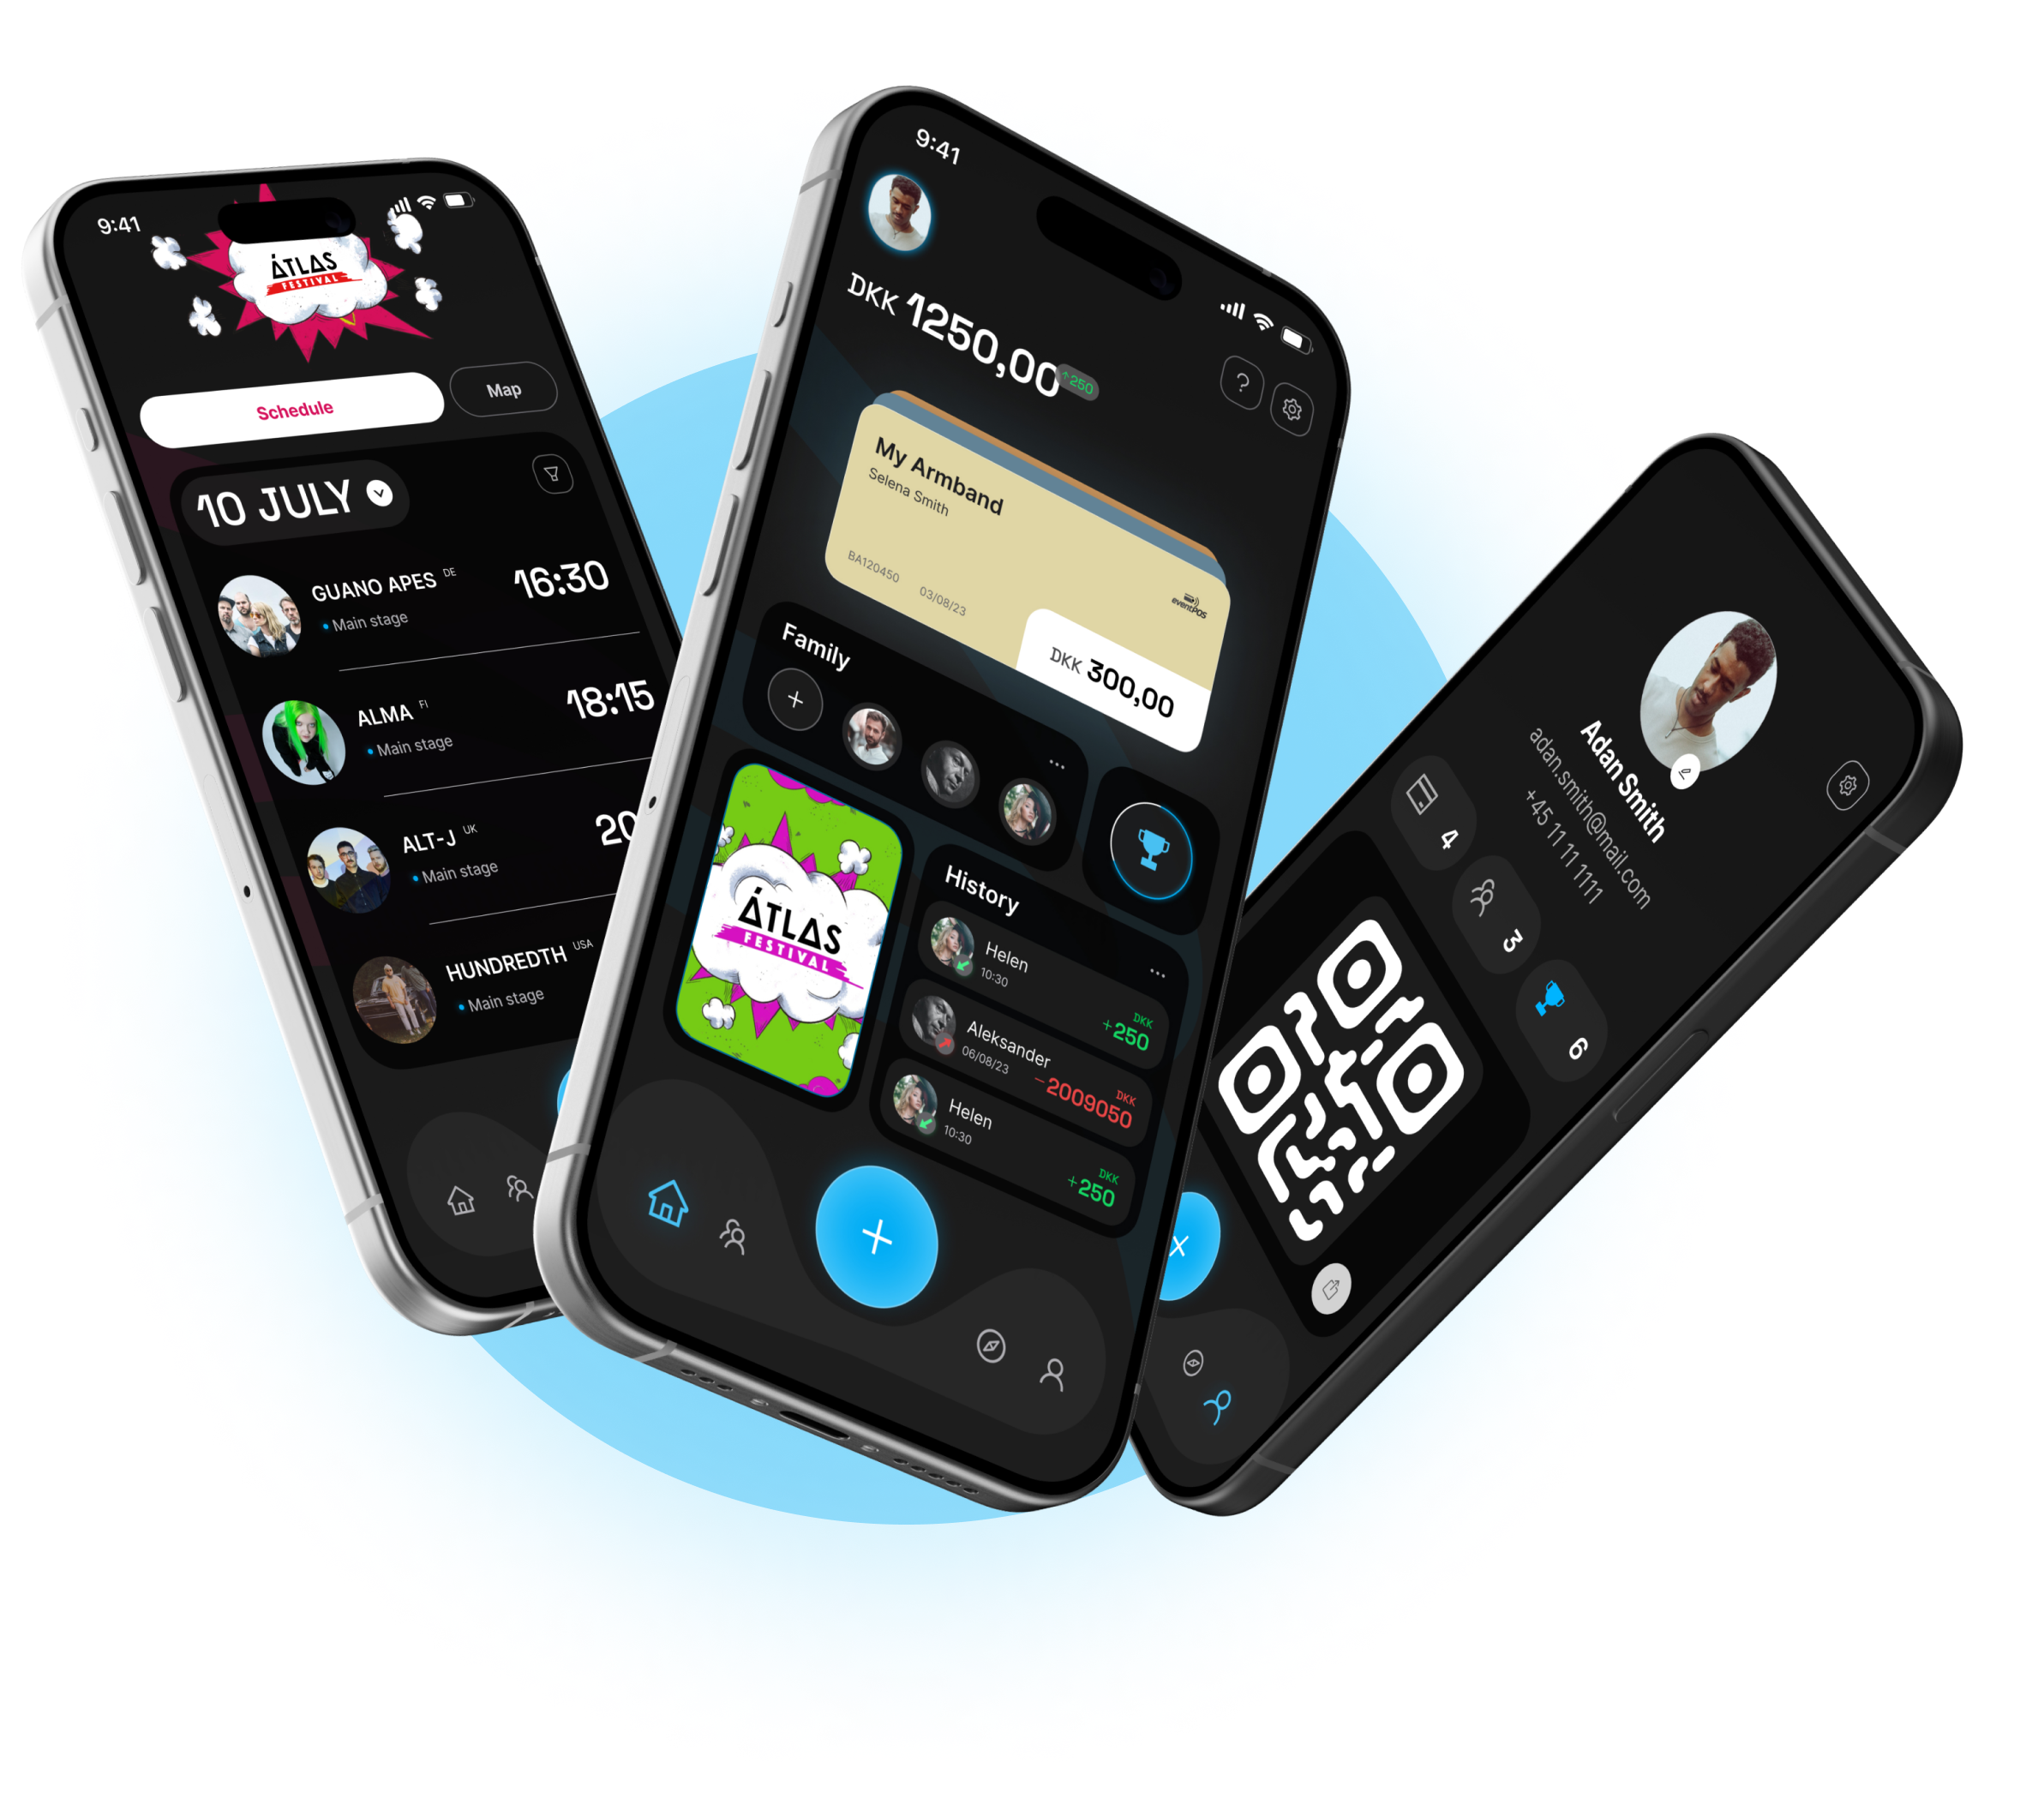 9:41
ÁTLAS
FESTIVAL
Schedule
Map
10 JULY
GUANO APES DE
Main stage
16:30
ALMA FI
Main stage
18:15
ALT-J UK
Main stage
20
HUNDREDTH USA
Main stage
9:41
DKK 1250,00
↑250
?
My Armband
Selena Smith
BA120450
03/08/23
eventPOS
DKK 300,00
Family
ÁTLAS
FESTIVAL
History
Helen
10:30
DKK
+250
Aleksander
06/08/23
DKK
−2009050
Helen
10:30
DKK
+250
Adan Smith
adan.smith@mail.com
+45 11 11 1111
4
3
6